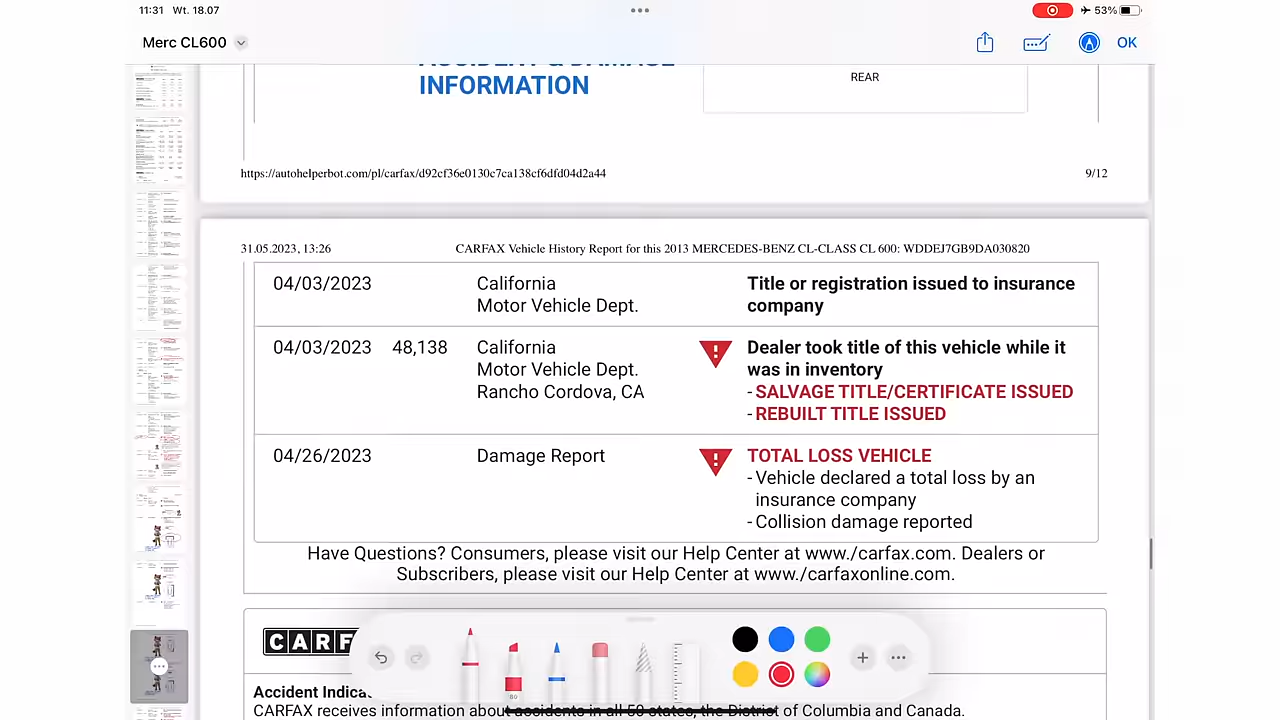 11:31 Wt. 18.07
53%
Merc CL600
OK
ACCIDENT & DAMAGE
INFORMATION
https://autohelperbot.com/pl/carfax/d92cf36e0130c7ca138cf6dfd04d2a44
9/12
31.05.2023, 13
CARFAX Vehicle History Report for this 2013 MERCEDES-BENZ CL-CLASS CL 600: WDDEJ7GB9DA030820
04/03/2023 California Title or registration issued to insurance
Motor Vehicle Dept. company
04/03/2023 48,138 California Dealer took title of this vehicle while it
Motor Vehicle Dept. was in inventory
Rancho Cordova, CA - SALVAGE TITLE/CERTIFICATE ISSUED
- REBUILT TITLE ISSUED
04/26/2023 Damage Report TOTAL LOSS VEHICLE
- Vehicle declared a total loss by an
insurance company
- Collision damage reported
Have Questions? Consumers, please visit our Help Center at www./carfax.com. Dealers or
Subscribers, please visit our Help Center at www./carfaxonline.com.
CARF
Accident Indica
CARFAX receives information about accidents in all 50 states, the District of Columbia and Canada.